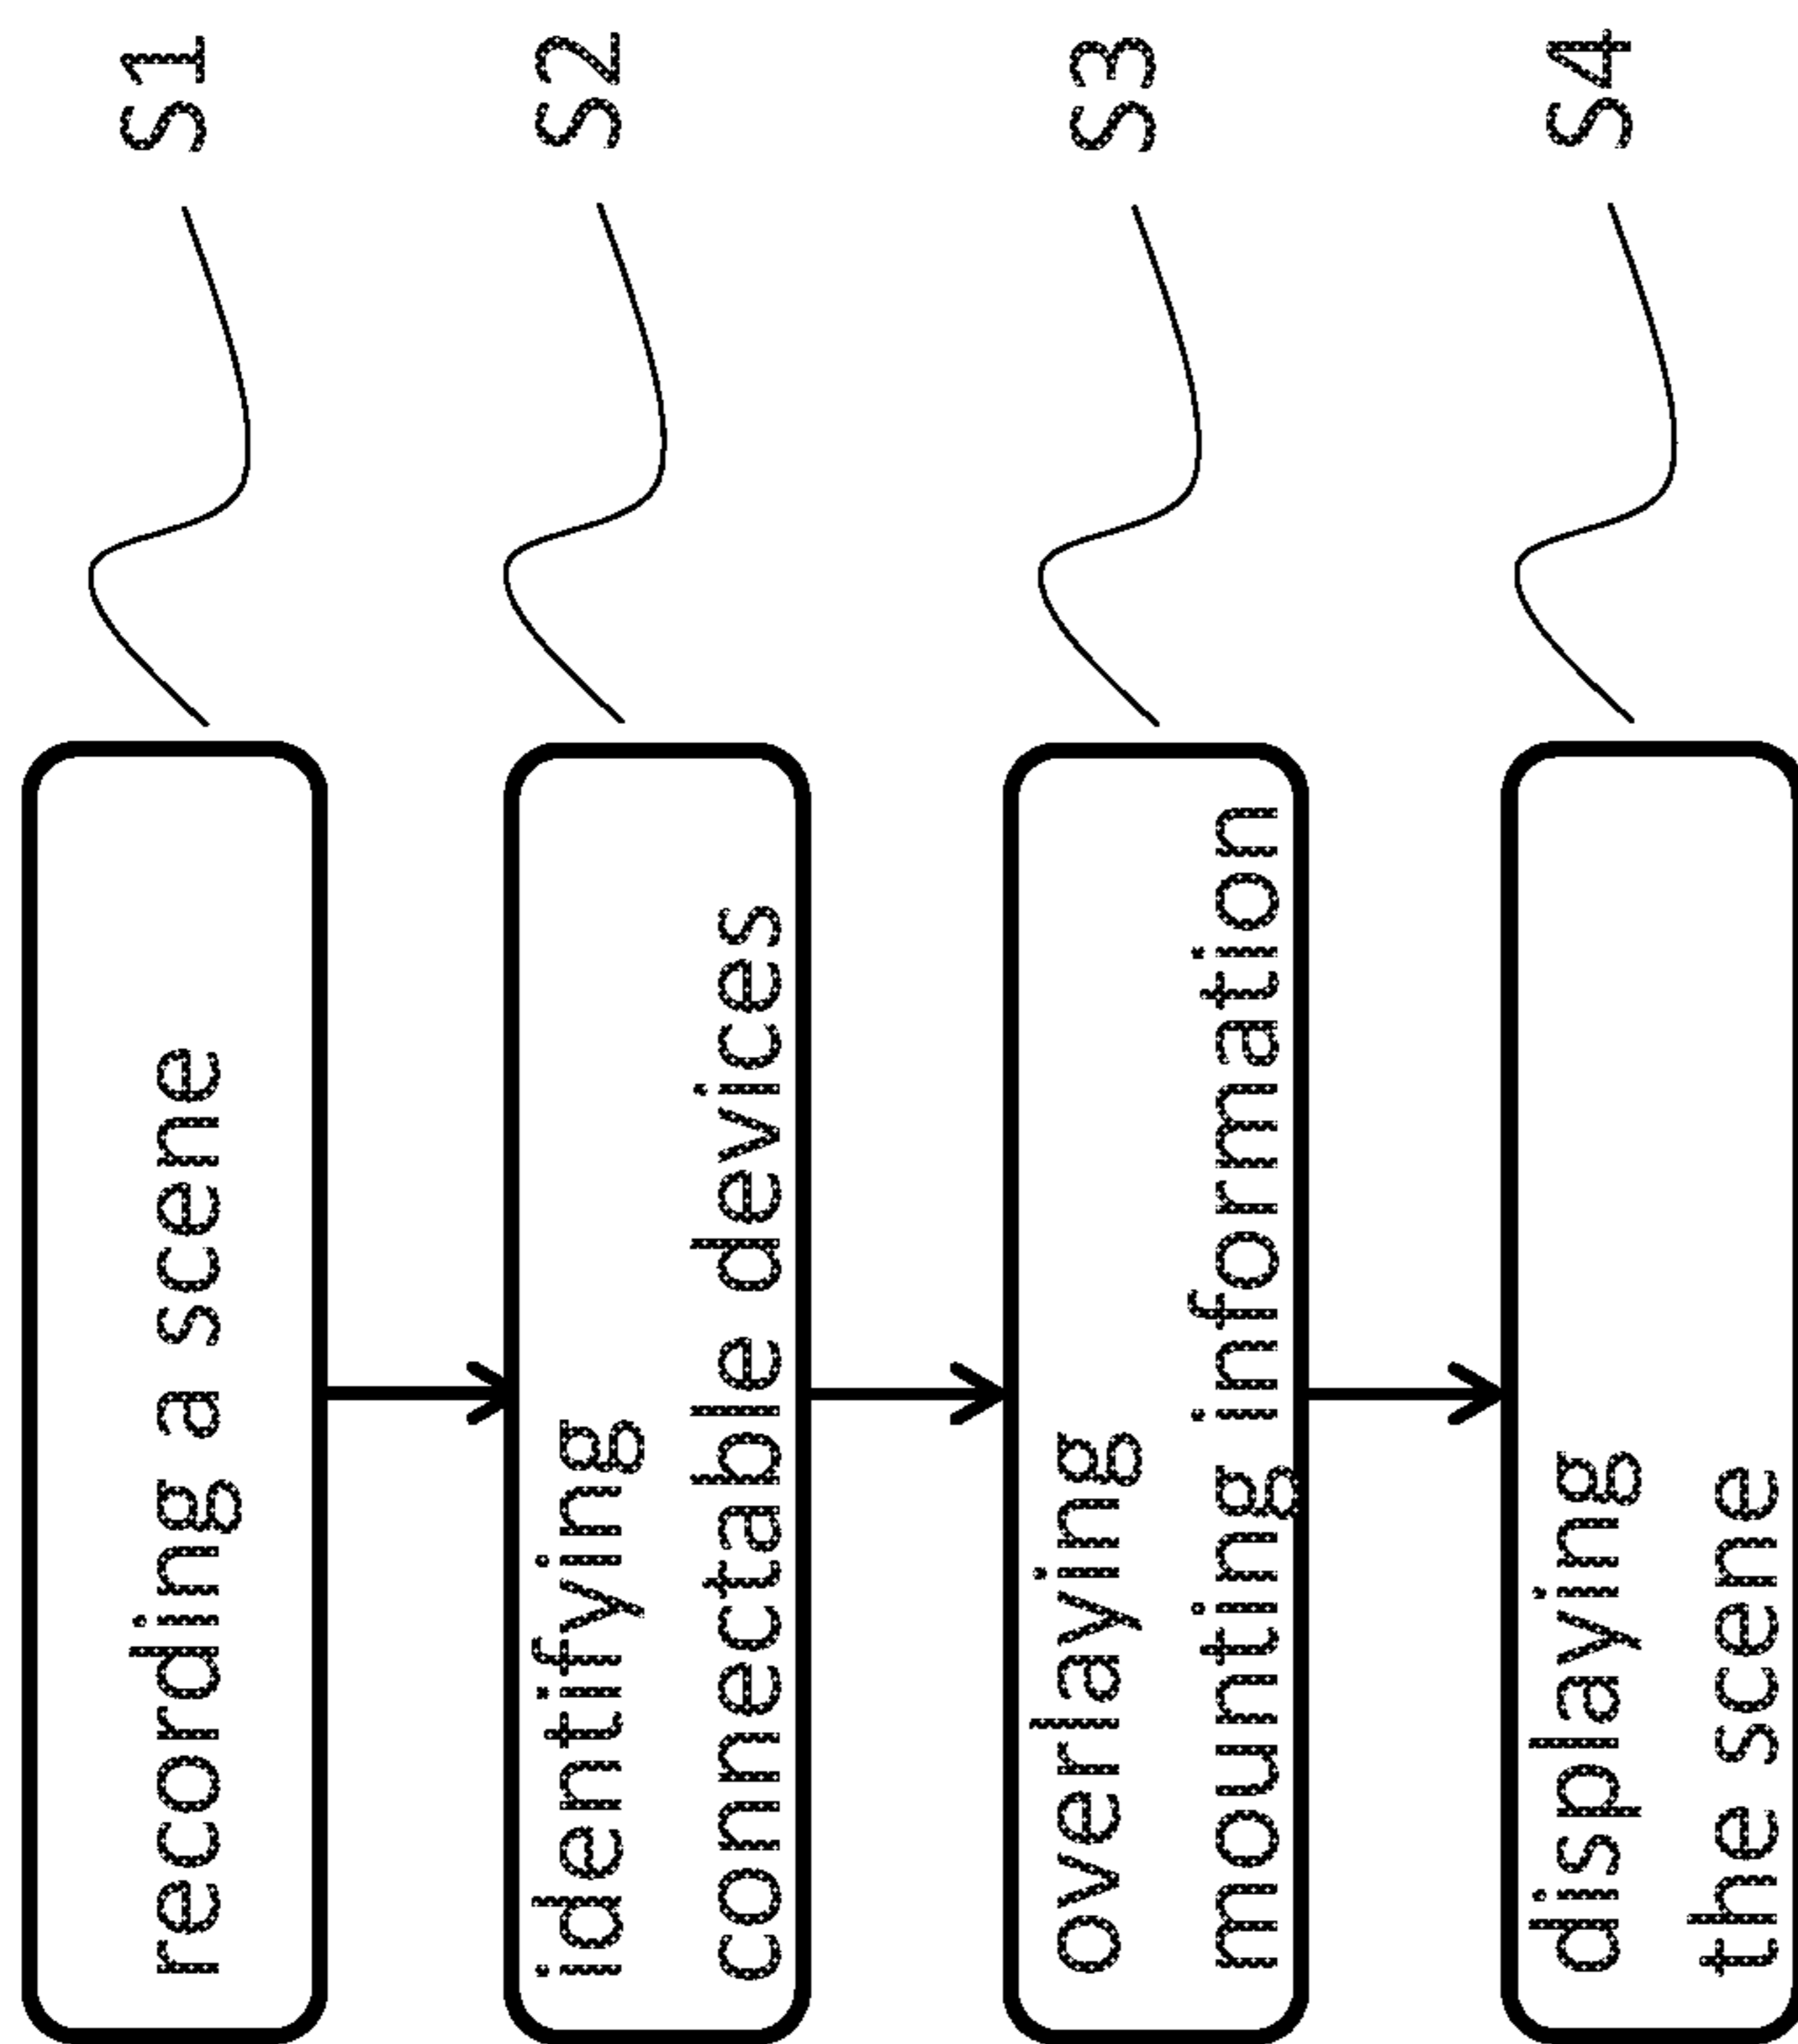 recording a scene
S1
identifying
connectable devices
S2
overlaying
mounting information
S3
displaying
the scene
S4